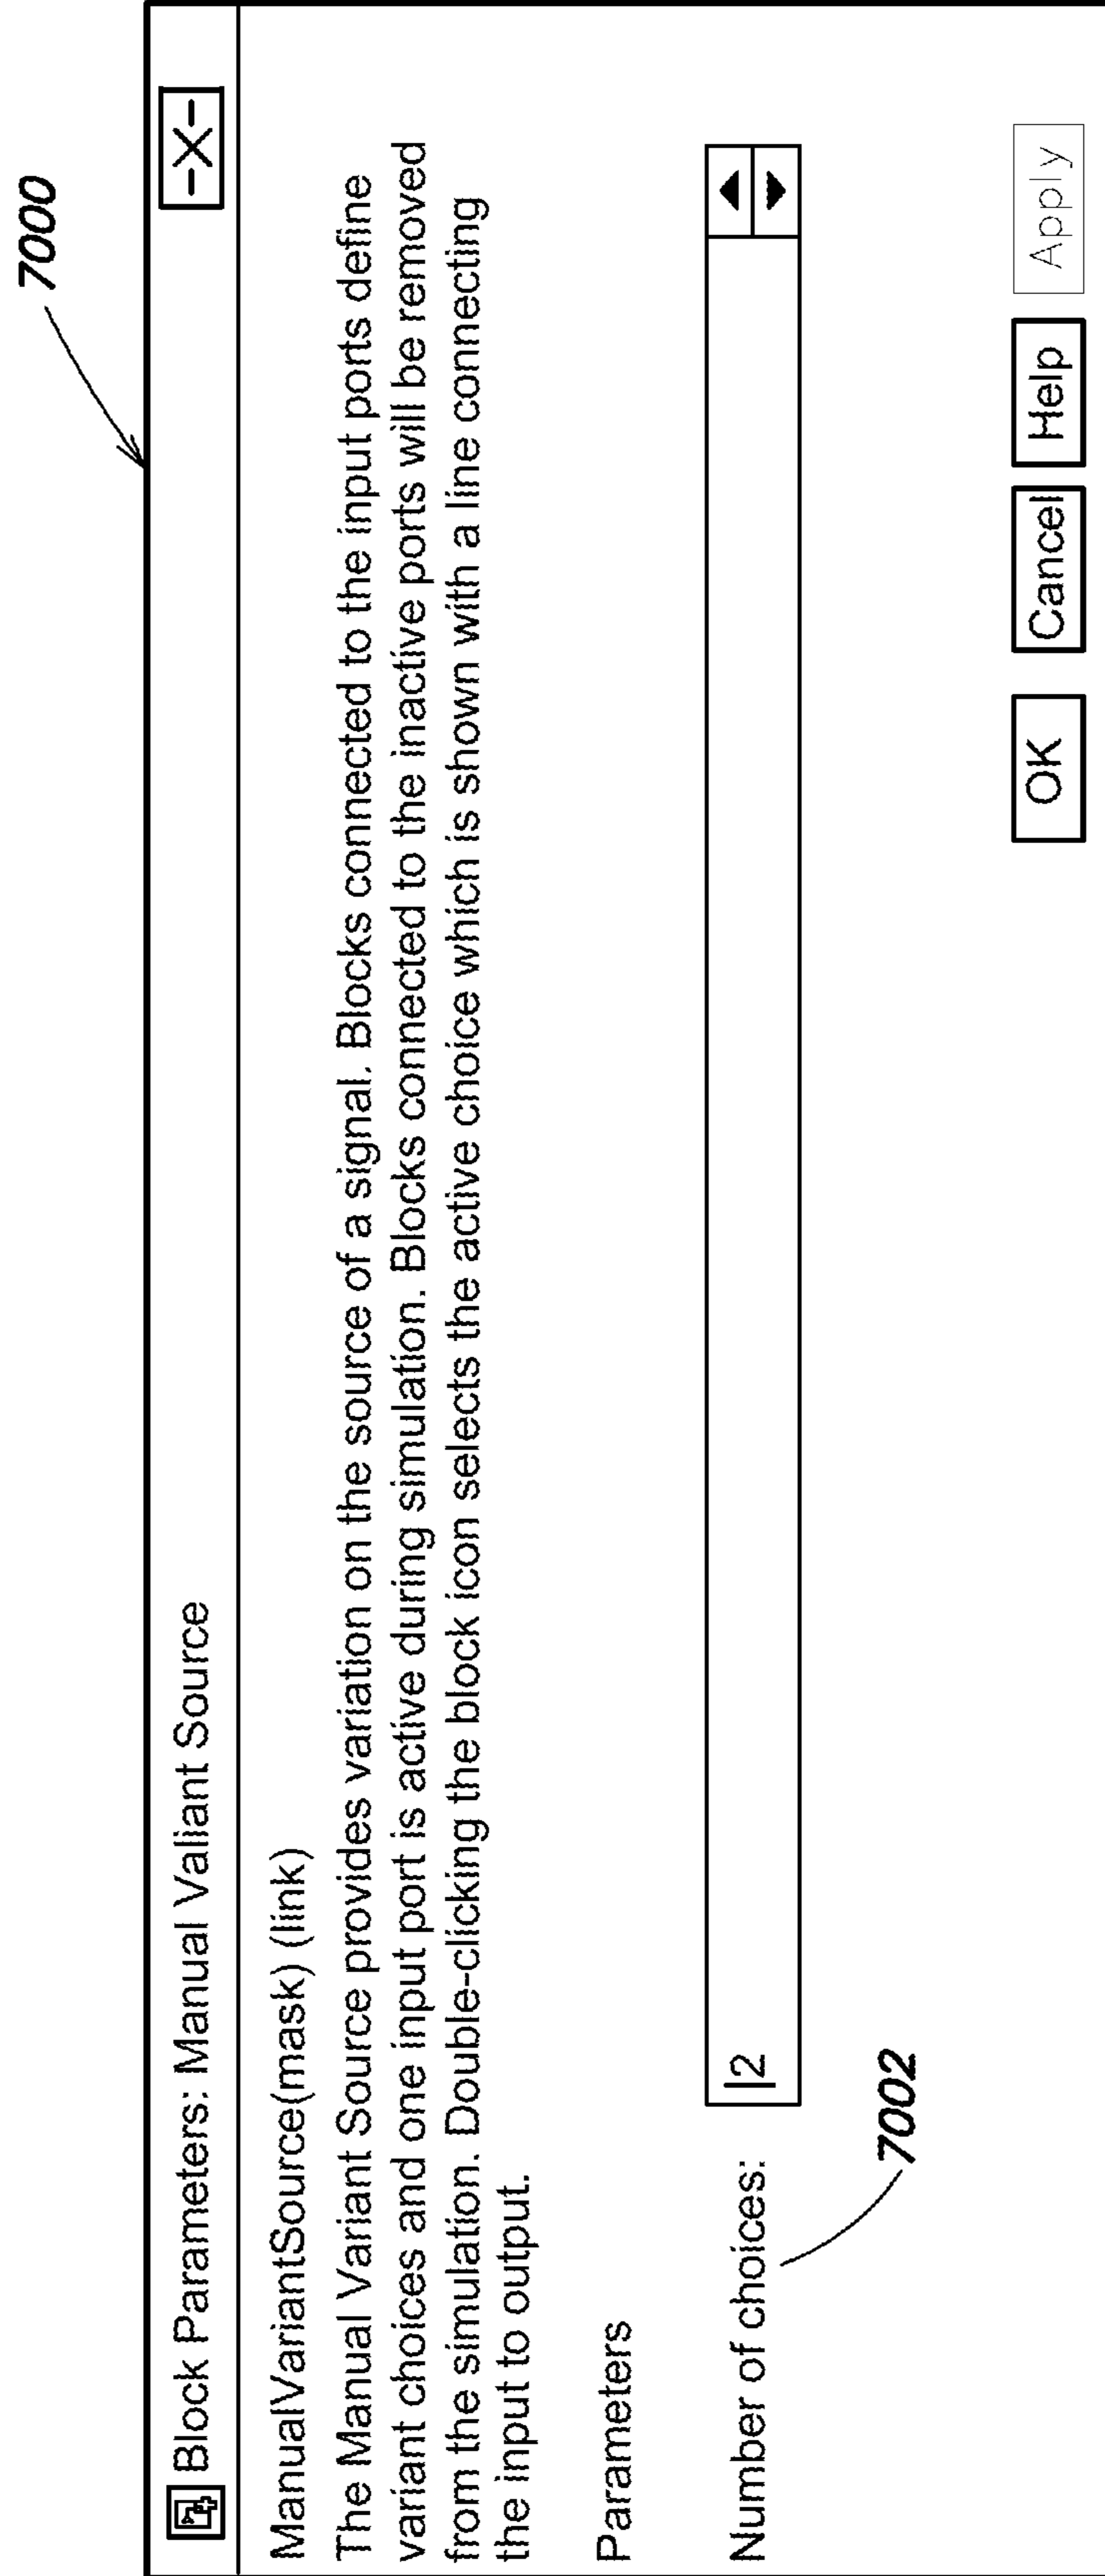 7000
Block Parameters: Manual Valiant Source
-X-
ManualVariantSource(mask) (link)
The Manual Variant Source provides variation on the source of a signal. Blocks connected to the input ports define
variant choices and one input port is active during simulation. Blocks connected to the inactive ports will be removed
from the simulation. Double-clicking the block icon selects the active choice which is shown with a line connecting
the input to output.
Parameters
Number of choices:
|2
7002
OK
Cancel
Help
Apply